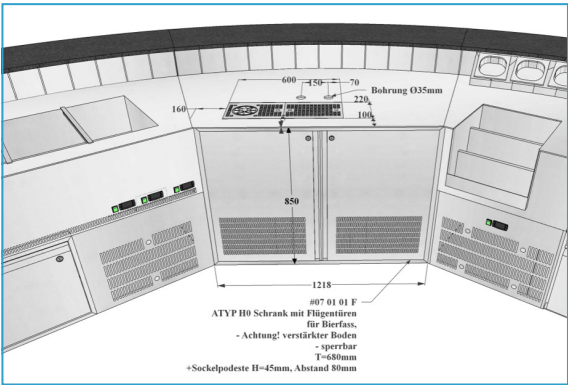 600
150
70
Bohrung Ø35mm
160
220
100
850
1218
#07 01 01 F
ATYP H0 Schrank mit Flügentüren
für Bierfass,
- Achtung! verstärkter Boden
- sperrbar
T=680mm
+Sockelpodeste H=45mm, Abstand 80mm